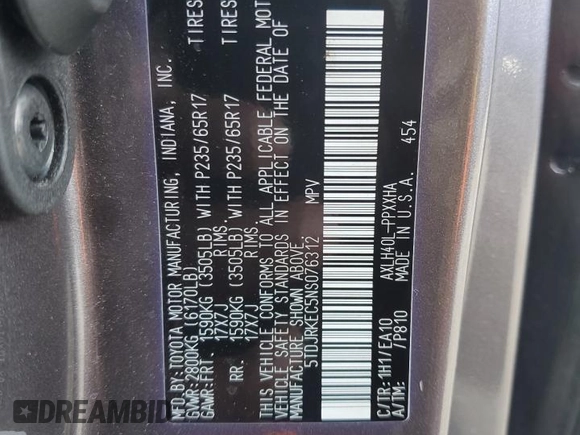 MFD.BY:TOYOTA MOTOR MANUFACTURING, INDIANA, INC.
GVWR:2800KG (6170LB)
GAWR:FRT. 1590KG (3505LB) WITH P235/65R17 TIRES
17X7J RIMS
RR. 1590KG (3505LB) WITH P235/65R17 TIRES
17X7J RIMS
THIS VEHICLE CONFORMS TO ALL APPLICABLE FEDERAL MOT
VEHICLE SAFETY STANDARDS IN EFFECT ON THE DATE OF
MANUFACTURE SHOWN ABOVE.
5TDJRKEC5NS076312 MPV
C/TR: 1H1/EA10 AXLH40L-PPXXHA 454
A/TM: /P810 MADE IN U.S.A.
DREAMBID